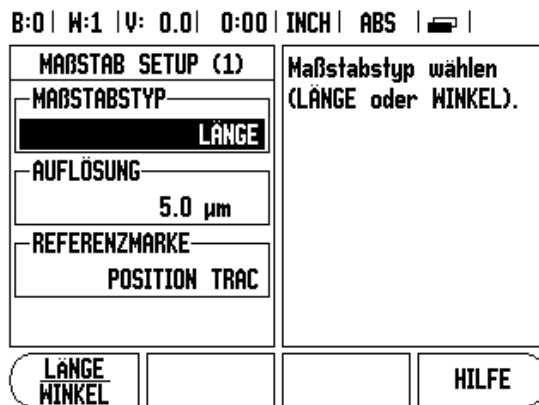 B:0| W:1 |V: 0.0| 0:00| INCH| ABS | |
MAßSTAB SETUP (1)
MAßSTABSTYP
LÄNGE
AUFLÖSUNG
5.0 µm
REFERENZMARKE
POSITION TRAC
Maßstabstyp wählen
(LÄNGE oder WINKEL).
LÄNGE
WINKEL
HILFE